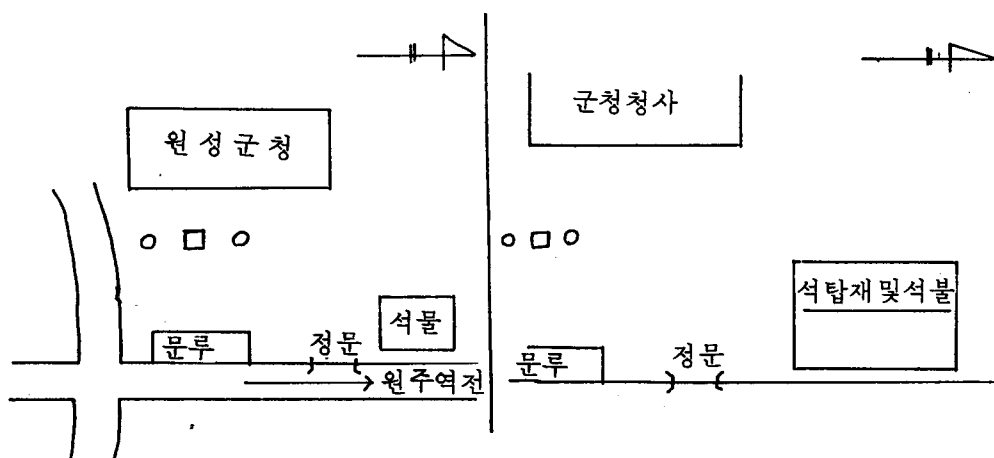 원성군청
석물
문루
정문
원주역전
군청청사
석탑재및석불
문루
정문